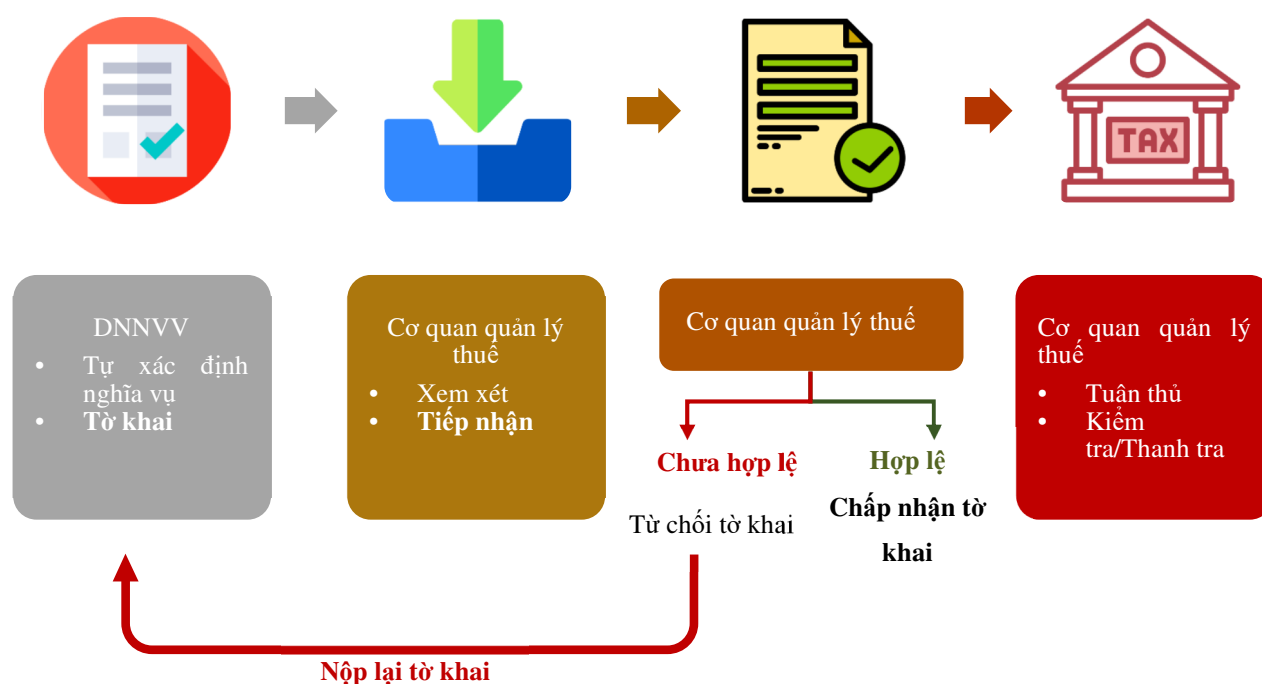 TAX
DNNVV
• Tự xác định
nghĩa vụ
• Tờ khai
Cơ quan quản lý
thuế
• Xem xét
• Tiếp nhận
Cơ quan quản lý thuế
Chưa hợp lệ
Từ chối tờ khai
Hợp lệ
Chấp nhận tờ
khai
Cơ quan quản lý
thuế
• Tuân thủ
• Kiểm
tra/Thanh tra
Nộp lại tờ khai